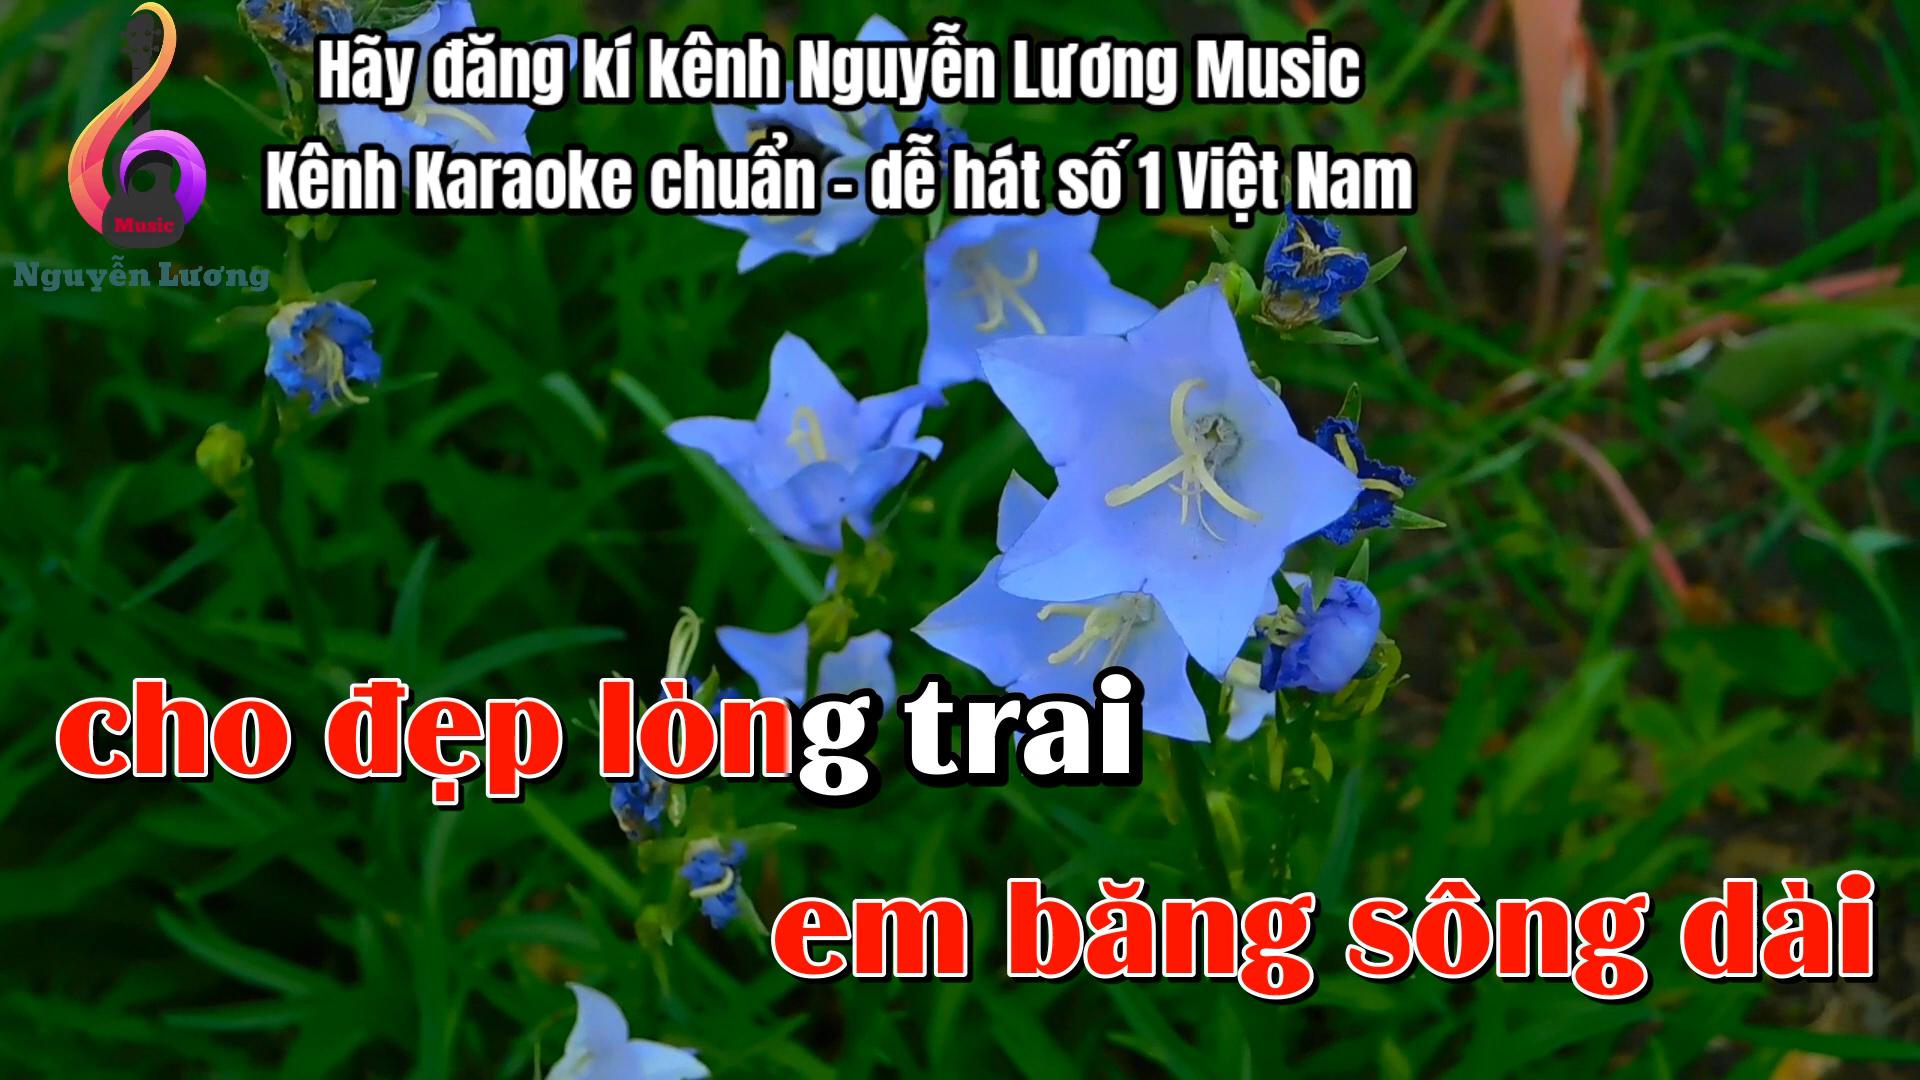 Hãy đăng kí kênh Nguyễn Lương Music
Kênh Karaoke chuẩn - dễ hát số 1 Việt Nam
Music
Nguyễn Lương
cho đẹp lòng trai
em băng sông dài